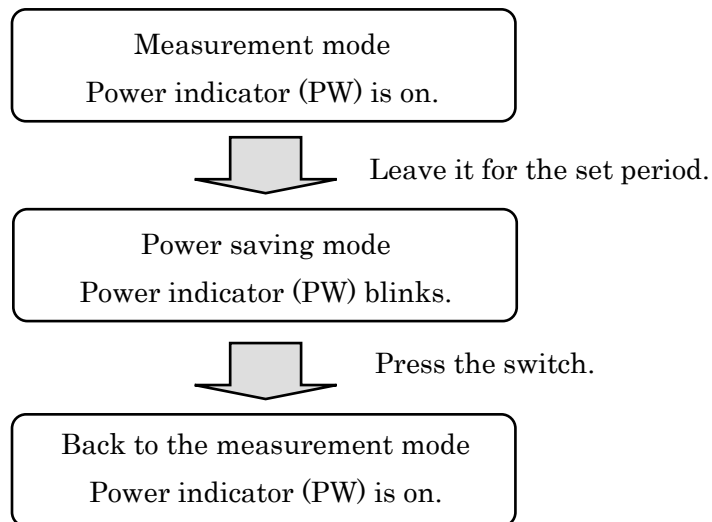 Measurement mode
Power indicator (PW) is on.
Leave it for the set period.
Power saving mode
Power indicator (PW) blinks.
Press the switch.
Back to the measurement mode
Power indicator (PW) is on.